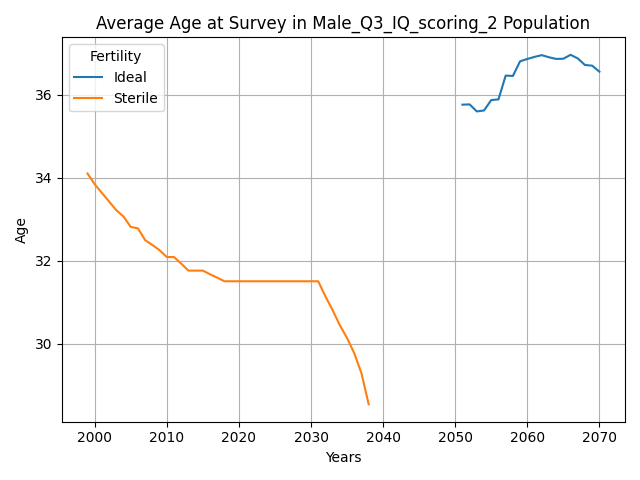 Average Age at Survey in Male_Q3_IQ_scoring_2 Population
Fertility
Ideal
Sterile
36
34
32
30
Age
2000 2010 2020 2030 2040 2050 2060 2070
Years